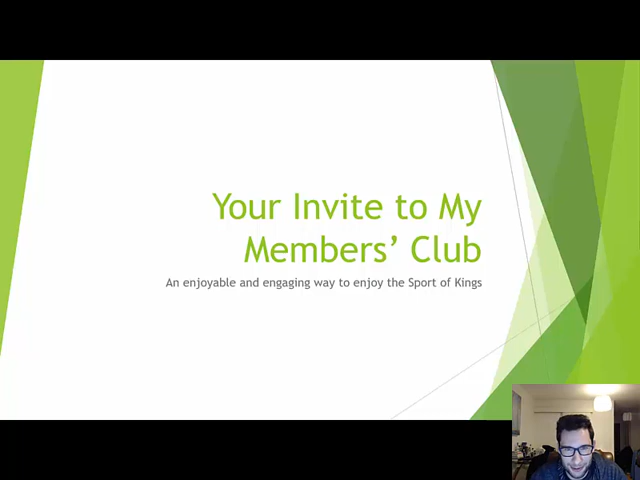 Your Invite to My
Members’ Club
An enjoyable and engaging way to enjoy the Sport of Kings